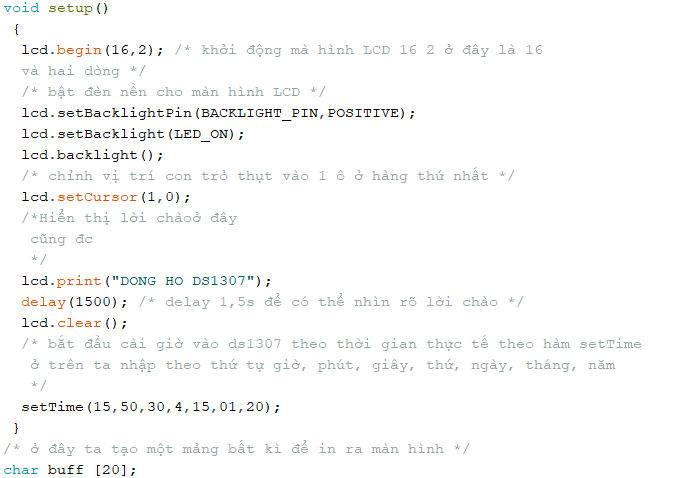 void setup()
{
lcd.begin(16,2); /* khởi động mà hình LCD 16 2 ở đây là 16
và hai dòng */
/* bật đèn nền cho màn hình LCD */
lcd.setBacklightPin(BACKLIGHT_PIN,POSITIVE);
lcd.setBacklight(LED_ON);
lcd.backlight();
/* chỉnh vị trí con trỏ thụt vào 1 ô ở hàng thứ nhất */
lcd.setCursor(1,0);
/*Hiển thị lời chàoở đây
cũng đc
*/
lcd.print("DONG HO DS1307");
delay(1500); /* delay 1,5s để có thể nhìn rõ lời chào */
lcd.clear();
/* bắt đầu cài giờ vào ds1307 theo thời gian thực tế theo hàm setTime
ở trên ta nhập theo thứ tự giờ, phút, giây, thứ, ngày, tháng, năm
*/
setTime(15,50,30,4,15,01,20);
}
/* ở đây ta tạo một mảng bất kì để in ra màn hình */
char buff [20];